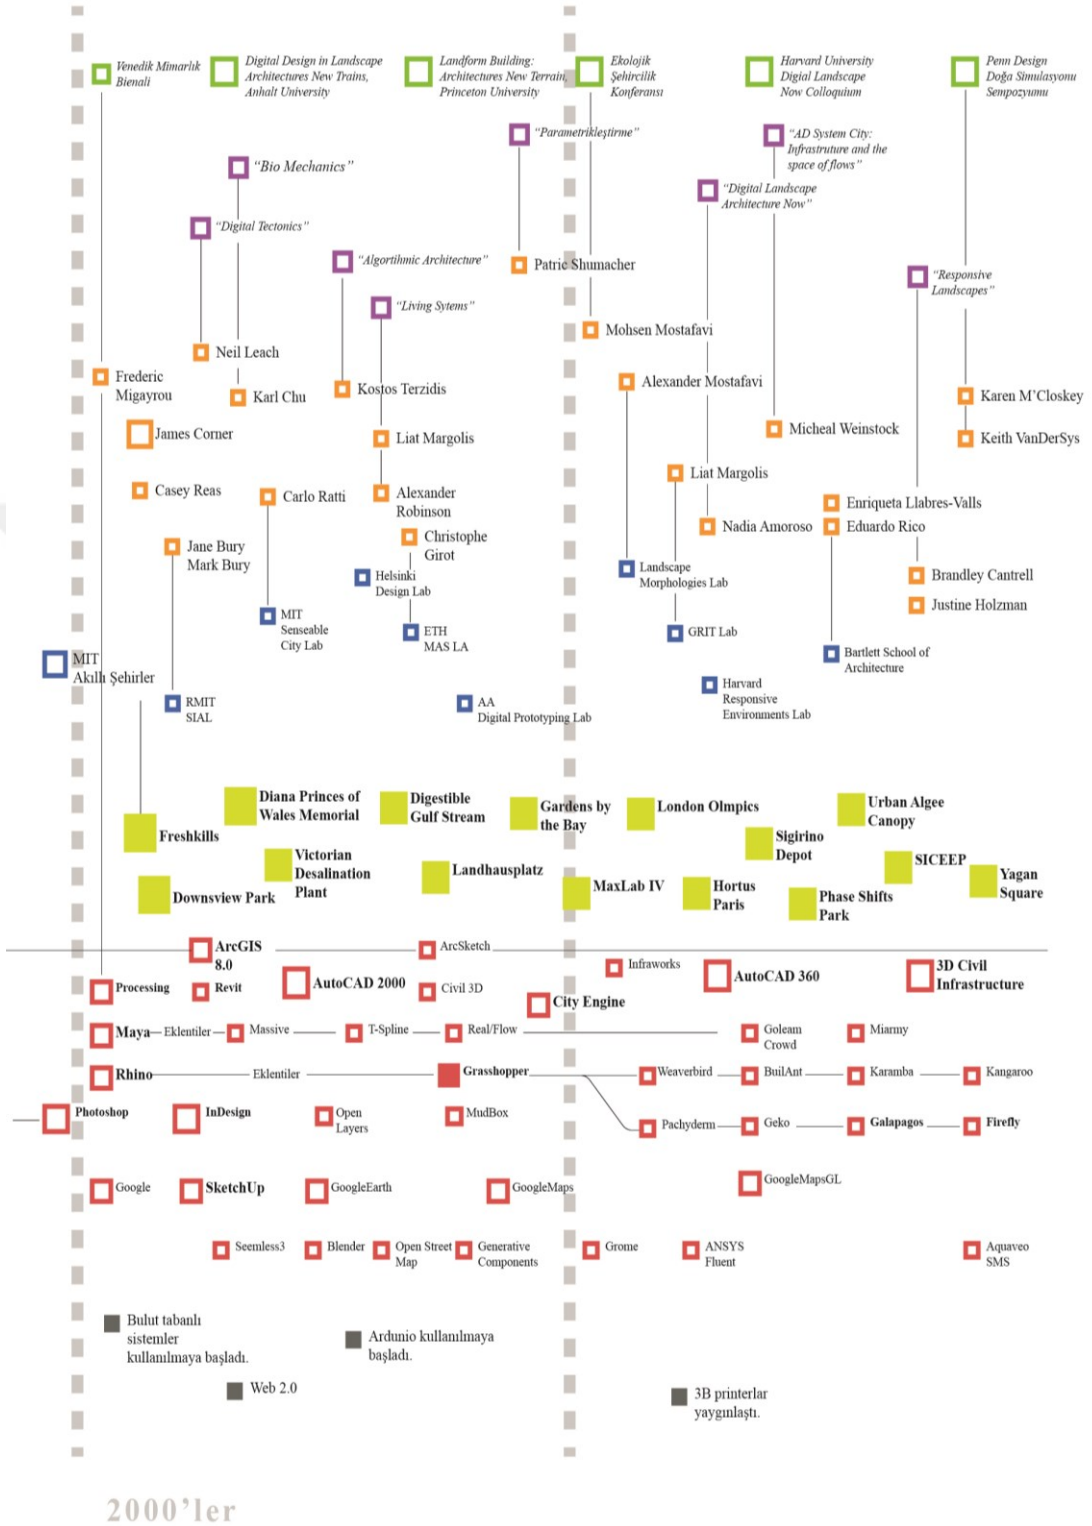 Venedik Mimarlık
Bienali
Digital Design in Landscape
Architectures New Trains,
Anhalt University
Landform Building:
Architectures New Terrain,
Princeton University
Ekolojik
Şehircilik
Konferansı
Harvard University
Digial Landscape
Now Colloquium
Penn Design
Doğa Simulasyonu
Sempozyumu
"Parametrikleştirme"
"AD System City:
Infrastruture and the
space of flows"
"Bio Mechanics"
"Digital Landscape
Architecture Now"
"Digital Tectonics"
"Algortihmic Architecture"
Patric Shumacher
"Responsive
Landscapes"
"Living Sytems"
Mohsen Mostafavi
Neil Leach
Frederic
Migayrou
Karl Chu
Kostos Terzidis
Alexander Mostafavi
Karen M'Closkey
James Corner
Liat Margolis
Micheal Weinstock
Keith VanDerSys
Liat Margolis
Casey Reas
Carlo Ratti
Alexander
Robinson
Enriqueta Llabres-Valls
Nadia Amoroso
Eduardo Rico
Jane Bury
Mark Bury
Christophe
Girot
Helsinki
Design Lab
Landscape
Morphologies Lab
Brandley Cantrell
Justine Holzman
MIT
Senseable
City Lab
ETH
MAS LA
GRIT Lab
MIT
Akıllı Şehirler
Bartlett School of
Architecture
RMIT
SIAL
AA
Digital Prototyping Lab
Harvard
Responsive
Environments Lab
Diana Princes of
Wales Memorial
Digestible
Gulf Stream
Gardens by
the Bay
London Olmpics
Urban Algee
Canopy
Freshkills
Sigirino
Depot
Victorian
Desalination
Plant
Landhausplatz
SICEEP
Yagan
Square
Downsview Park
MaxLab IV
Hortus
Paris
Phase Shifts
Park
ArcGIS
8.0
ArcSketch
Infraworks
AutoCAD 360
3D Civil
Infrastructure
Processing
Revit
AutoCAD 2000
Civil 3D
City Engine
Maya
Eklentiler
Massive
T-Spline
Real/Flow
Goleam
Crowd
Miarmy
Rhino
Eklentiler
Grasshopper
Weaverbird
BuilAnt
Karamba
Kangaroo
Photoshop
InDesign
Open
Layers
MudBox
Pachyderm
Geko
Galapagos
Firefly
Google
SketchUp
GoogleEarth
GoogleMaps
GoogleMapsGL
Seemless3
Blender
Open Street
Map
Generative
Components
Grome
ANSYS
Fluent
Aquaveo
SMS
Bulut tabanlı
sistemler
kullanılmaya başladı.
Ardunio kullanılmaya
başladı.
Web 2.0
3B printerlar
yaygınlaştı.
2000'ler